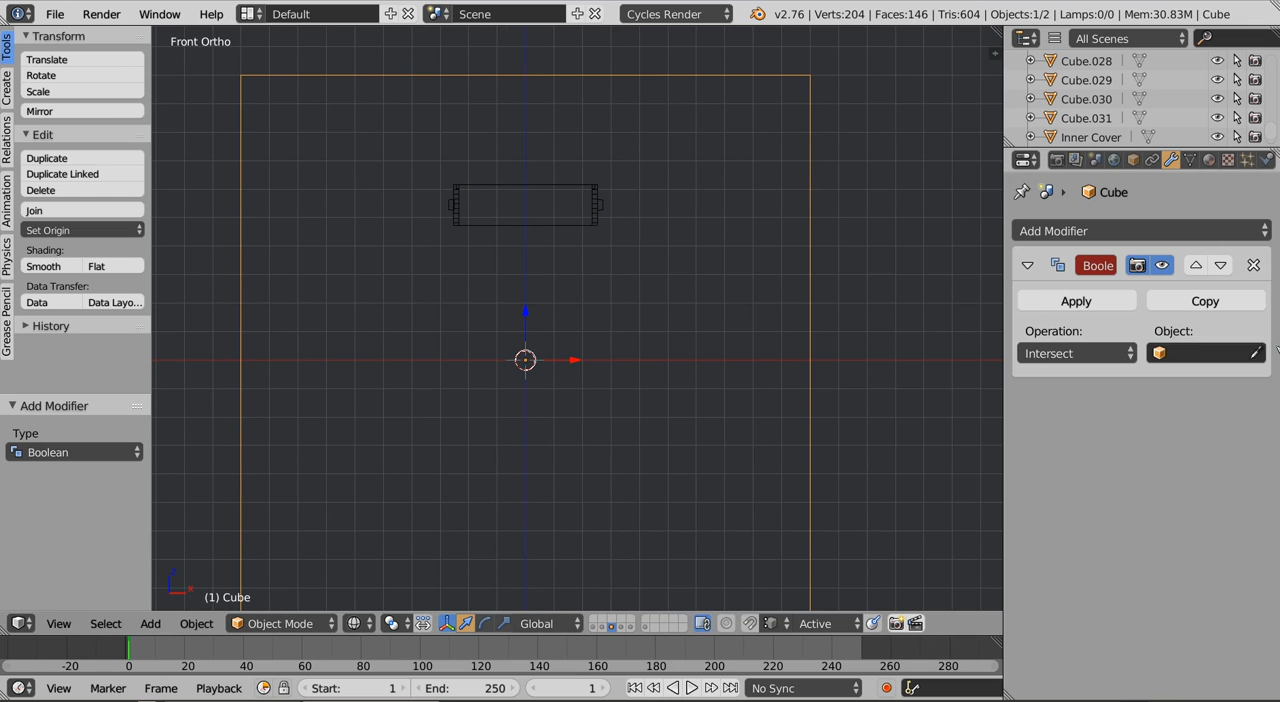 File Render Window Help Default Scene Cycles Render v2.76 | Verts:204 | Faces:146 | Tris:604 | Objects:1/2 | Lamps:0/0 | Mem:30.83M | Cube
Tools
Create
Relations
Animation
Physics
Grease Pencil
Transform
Translate
Rotate
Scale
Mirror
Edit
Duplicate
Duplicate Linked
Delete
Join
Set Origin
Shading:
Smooth Flat
Data Transfer:
Data Data Layo...
History
Add Modifier
Type
Boolean
Front Ortho
z
x
(1) Cube
All Scenes
Cube.028
Cube.029
Cube.030
Cube.031
Inner Cover
Cube
Add Modifier
Boole
Apply Copy
Operation: Object:
Intersect
View Select Add Object Object Mode Global Active
-20 0 20 40 60 80 100 120 140 160 180 200 220 240 260 280
View Marker Frame Playback Start: 1 End: 250 1 No Sync